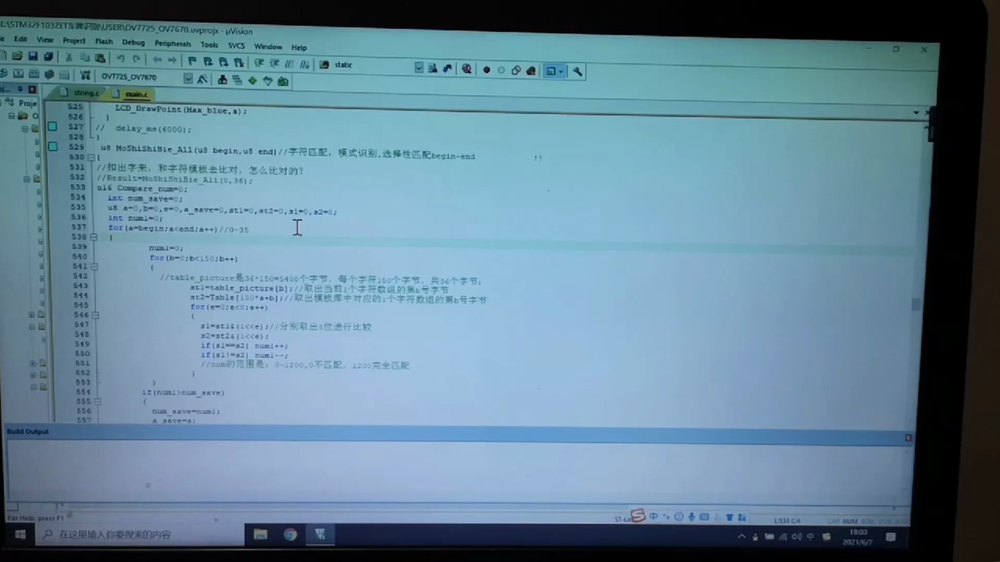 E:\STM32F103ZET车牌识别\USER\OV7725_OV7670.uvprojx - µVision
Edit View Project Flash Debug Peripherals Tools SVCS Window Help
static
OV7725_OV7670
string.c main.c
Proje
525 LCD_DrawPoint(Max_blue,a);
526 }
527 // delay_ms(6000);
528 }
529 u8 MoShiShiBie_All(u8 begin,u8 end)//字符匹配，模式识别,选择性匹配begin-end !!
530 {
531 //扣出字来，和字符模板去比对，怎么比对的？
532 //Result=MoShiShiBie_All(0,36);
533 u16 Compare_num=0;
534 int num_save=0;
535 u8 a=0,b=0,e=0,a_save=0,st1=0,st2=0,s1=0,s2=0;
536 int num1=0;
537 for(a=begin;a<end;a++)//0-35
538 {
539 num1=0;
540 for(b=0;b<150;b++)
541 {
542 //table_picture是36*150=5400个字节，每个字符150个字节，共36个字节；
543 st1=table_picture[b];//取出当前1个字符数组的第b号字节
544 st2=Table[150*a+b];//取出模板库中对应的1个字符数组的第b号字节
545 for(e=0;e<8;e++)
546 {
547 s1=st1&(1<<e);//分别取出8位进行比较
548 s2=st2&(1<<e);
549 if(s1==s2) num1++;
550 if(s1!=s2) num1--;
551 //num的范围是：0-1200,0不匹配，1200完全匹配
552 }
553 }
554 if(num1>num_save)
555 {
556 num_save=num1;
557 a_save=a;
Build Output
For Help, press F1
L:538 C:4
NUM
中
在这里输入你要搜索的内容
中
19:03
2021/6/7